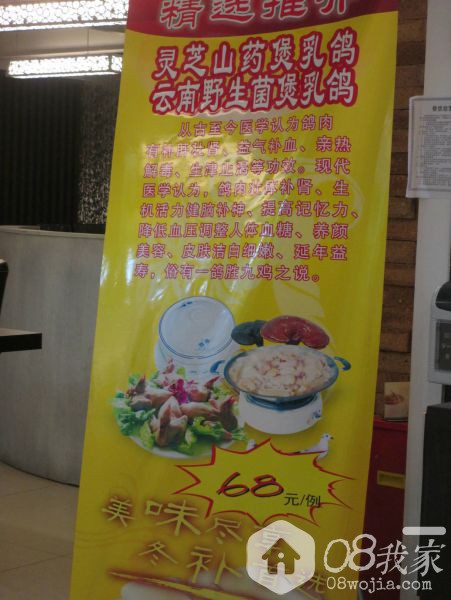 精选推介
灵芝山药煲乳鸽
云南野生菌煲乳鸽
从古至今医学认为鸽肉
有补肝壮肾、益气补血、亲热
解毒、生津止渴等功效。现代
医学认为，鸽肉壮体补肾、生
机活力健脑补神、提高记忆力、
降低血压调整人体血糖、养颜
美容、皮肤洁白细嫩、延年益
寿，俗有一鸽胜九鸡之说。
68元/例
美味尽
冬补
08我家
08wojia.com